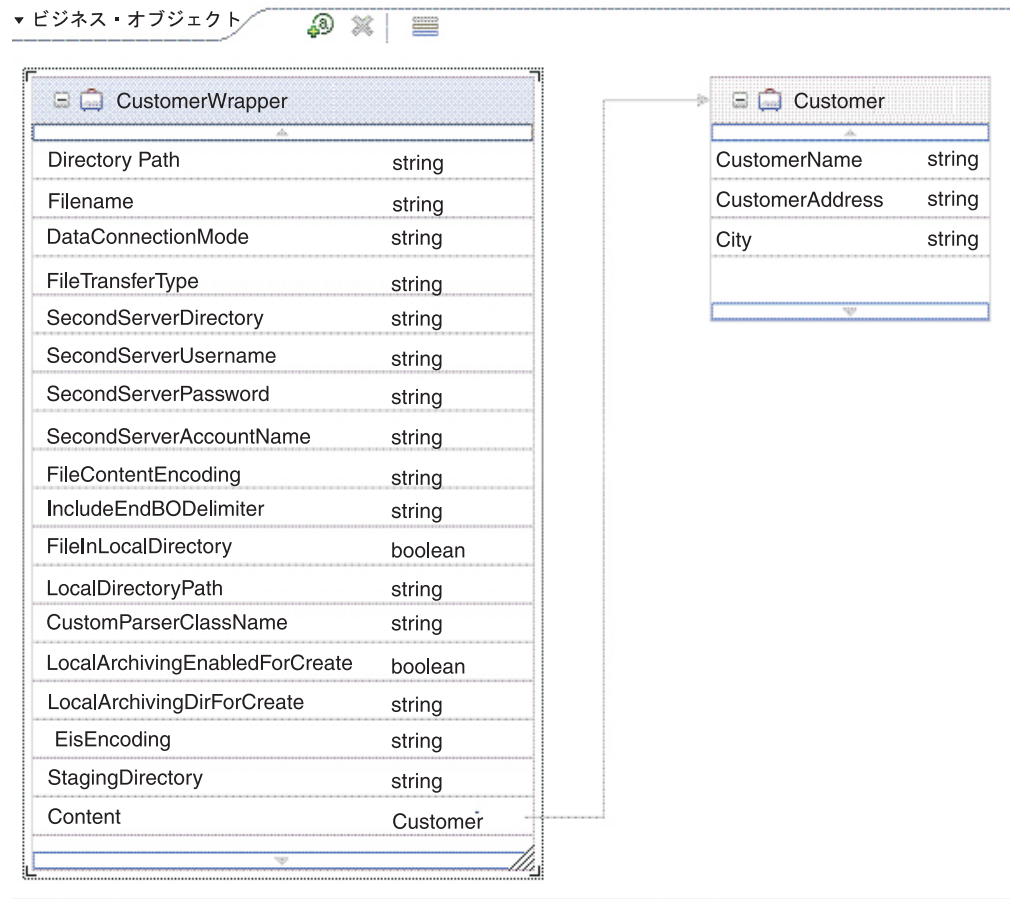 ビジネス・オブジェクト
CustomerWrapper
Directory Path string
Filename string
DataConnectionMode string
FileTransferType string
SecondServerDirectory string
SecondServerUsername string
SecondServerPassword string
SecondServerAccountName string
FileContentEncoding string
IncludeEndBODelimiter string
FileInLocalDirectory boolean
LocalDirectoryPath string
CustomParserClassName string
LocalArchivingEnabledForCreate boolean
LocalArchivingDirForCreate string
EisEncoding string
StagingDirectory string
Content Customer
Customer
CustomerName string
CustomerAddress string
City string